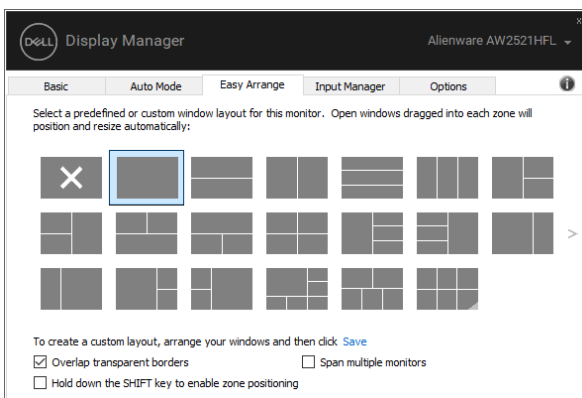 DELL Display Manager
Alienware AW2521HFL
Basic
Auto Mode
Easy Arrange
Input Manager
Options
Select a predefined or custom window layout for this monitor. Open windows dragged into each zone will
position and resize automatically:
To create a custom layout, arrange your windows and then click Save
Overlap transparent borders
Span multiple monitors
Hold down the SHIFT key to enable zone positioning